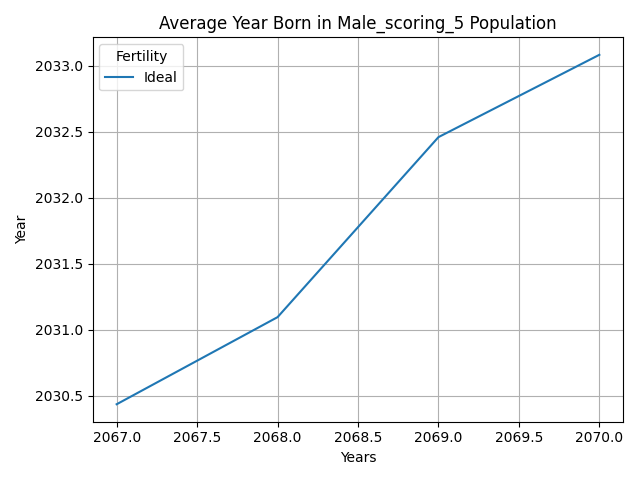 Average Year Born in Male_scoring_5 Population
Fertility
Ideal
2033.0
2032.5
2032.0
2031.5
2031.0
2030.5
Year
2067.0 2067.5 2068.0 2068.5 2069.0 2069.5 2070.0
Years